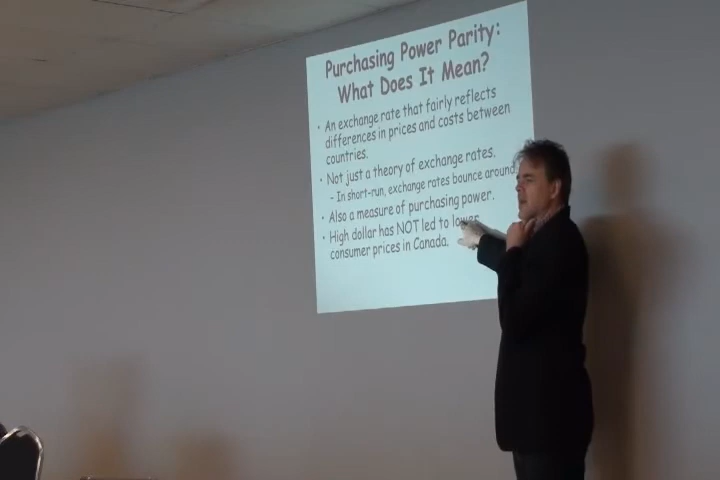 Purchasing Power Parity:
What Does It Mean?
• An exchange rate that fairly reflects
differences in prices and costs between
countries.
• Not just a theory of exchange rates.
- In short-run, exchange rates bounce around.
• Also a measure of purchasing power.
• High dollar has NOT led to lower
consumer prices in Canada.